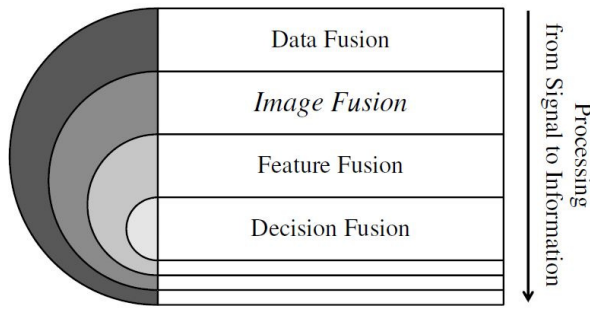 Data Fusion
Image Fusion
Feature Fusion
Decision Fusion
Processing
from Signal to Information